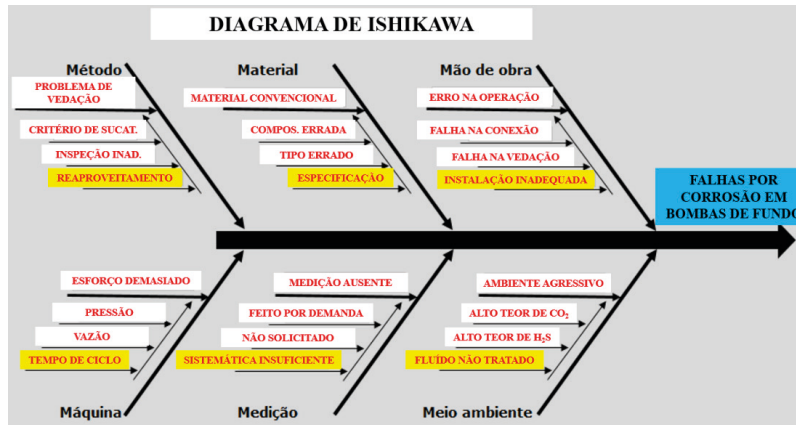 DIAGRAMA DE ISHIKAWA
Método
PROBLEMA DE
VEDAÇÃO
CRITÉRIO DE SUCAT.
INSPEÇÃO INAD.
REAPROVEITAMENTO
Material
MATERIAL CONVENCIONAL
COMPOS. ERRADA
TIPO ERRADO
ESPECIFICAÇÃO
Mão de obra
ERRO NA OPERAÇÃO
FALHA NA CONEXÃO
FALHA NA VEDAÇÃO
INSTALAÇÃO INADEQUADA
FALHAS POR
CORROSÃO EM
BOMBAS DE FUNDO
ESFORÇO DEMASIADO
PRESSÃO
VAZÃO
TEMPO DE CICLO
Máquina
MEDIÇÃO AUSENTE
FEITO POR DEMANDA
NÃO SOLICITADO
SISTEMÁTICA INSUFICIENTE
Medição
AMBIENTE AGRESSIVO
ALTO TEOR DE CO₂
ALTO TEOR DE H₂S
FLUÍDO NÃO TRATADO
Meio ambiente